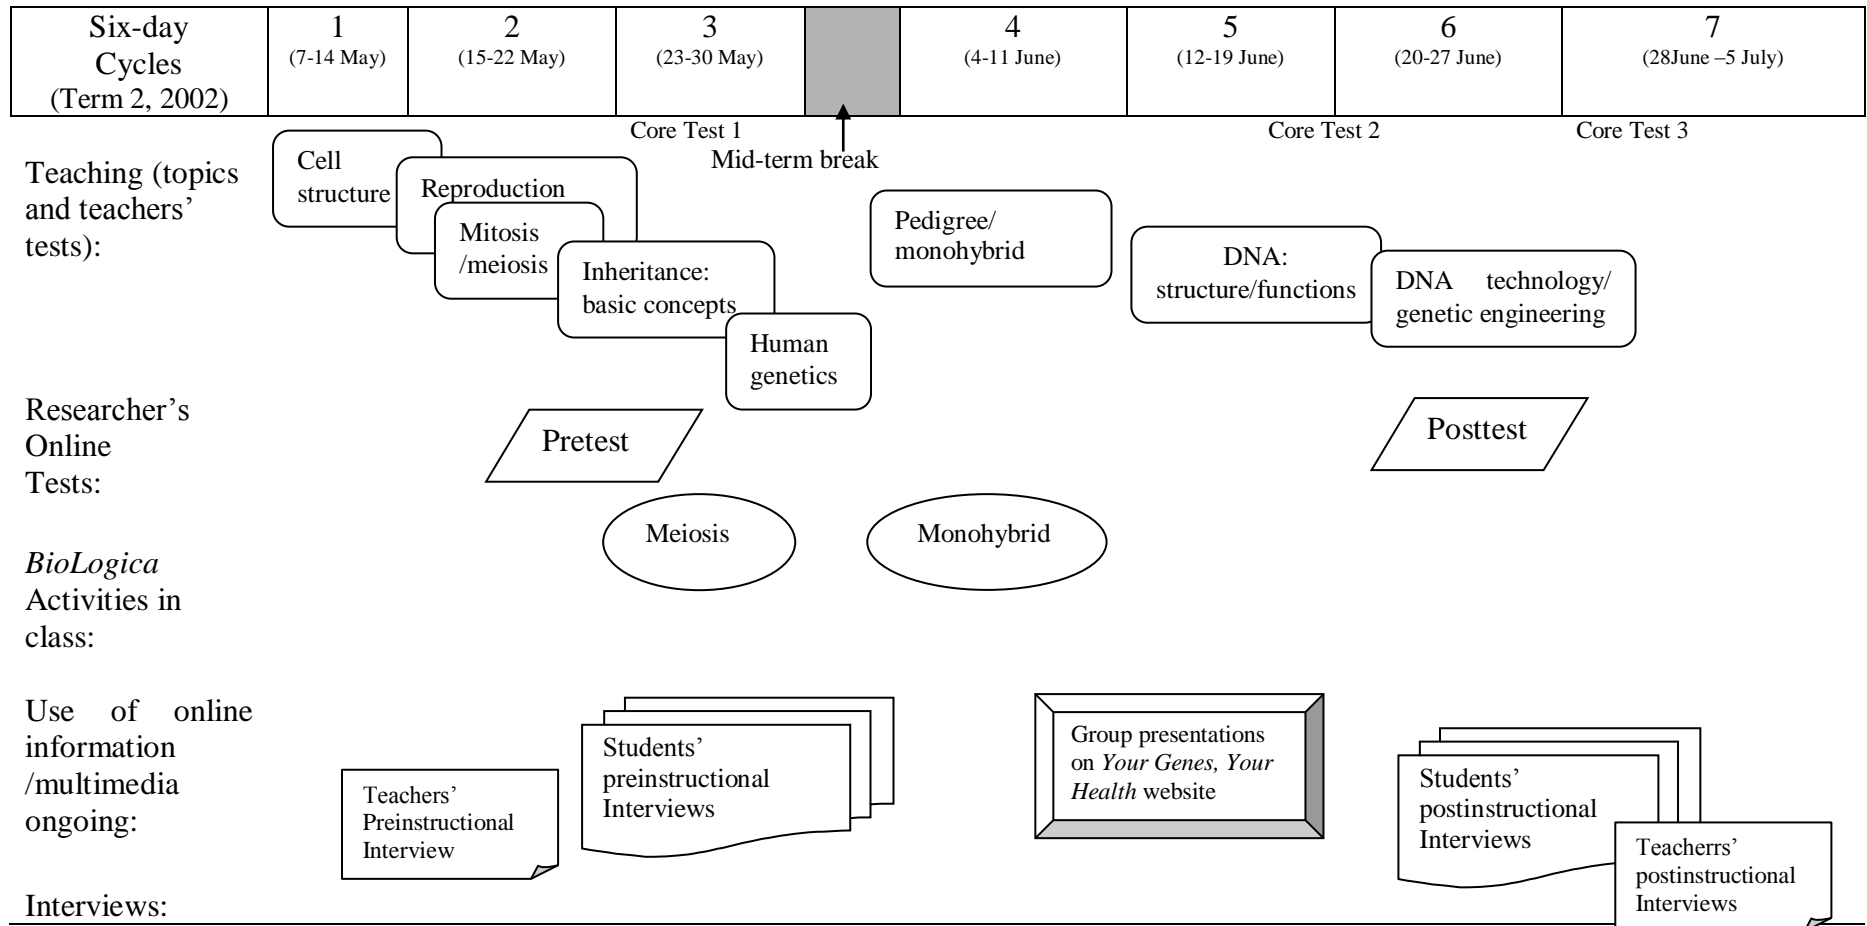 Six-day
Cycles
(Term 2, 2002)
1
(7-14 May)
2
(15-22 May)
3
(23-30 May)
4
(4-11 June)
5
(12-19 June)
6
(20-27 June)
7
(28June –5 July)
Core Test 1
Core Test 2
Core Test 3
Mid-term break
Teaching (topics
and teachers’
tests):
Cell
structure
Reproduction
Mitosis
/meiosis
Inheritance:
basic concepts
Human
genetics
Pedigree/
monohybrid
DNA:
structure/functions
DNA technology/
genetic engineering
Researcher’s
Online
Tests:
Pretest
Posttest
BioLogica
Activities in
class:
Meiosis
Monohybrid
Use of online
information
/multimedia
ongoing:
Teachers’
Preinstructional
Interview
Students’
preinstructional
Interviews
Group presentations
on Your Genes, Your
Health website
Students’
postinstructional
Interviews
Teacherrs’
postinstructional
Interviews
Interviews: